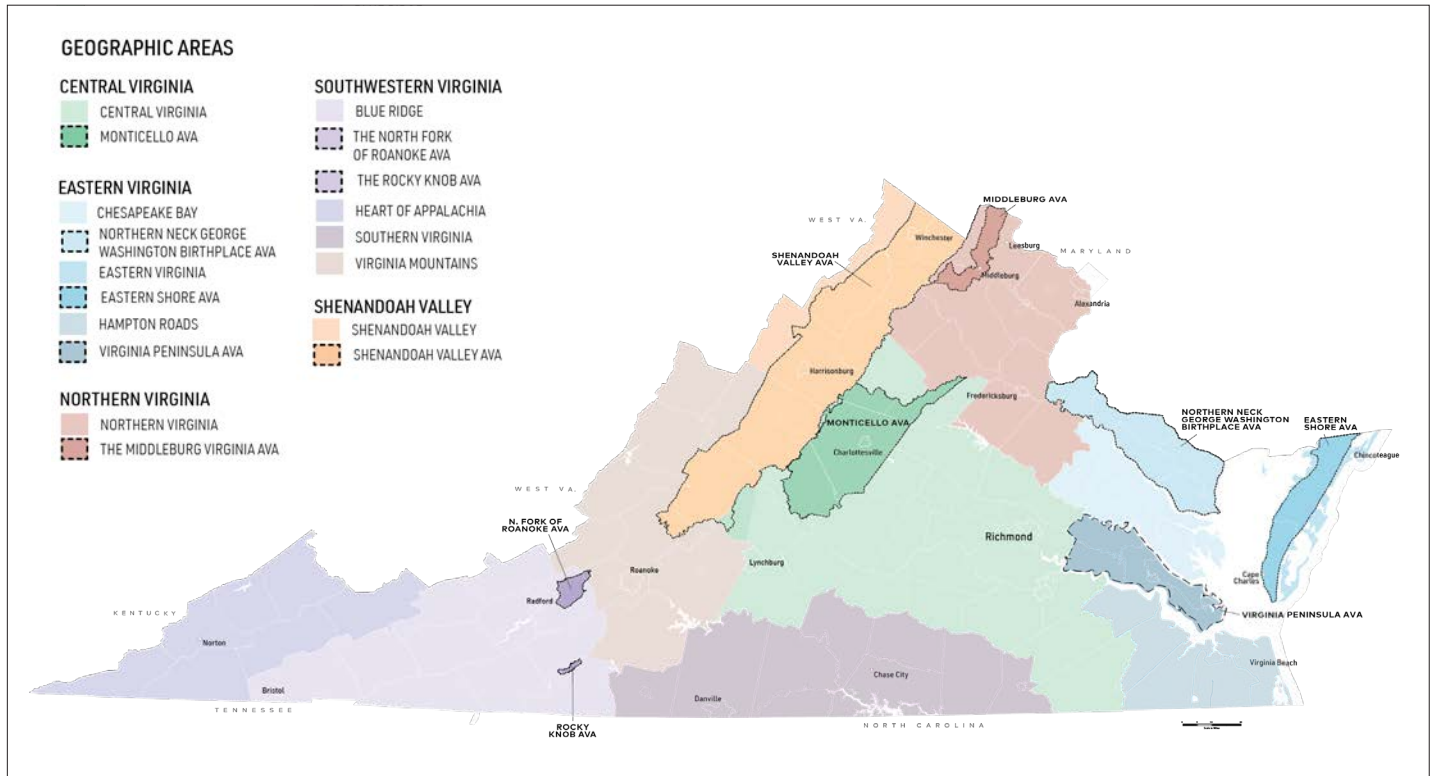 GEOGRAPHIC AREAS
CENTRAL VIRGINIA
CENTRAL VIRGINIA
MONTICELLO AVA
EASTERN VIRGINIA
CHESAPEAKE BAY
NORTHERN NECK GEORGE
WASHINGTON BIRTHPLACE AVA
EASTERN VIRGINIA
EASTERN SHORE AVA
HAMPTON ROADS
VIRGINIA PENINSULA AVA
NORTHERN VIRGINIA
NORTHERN VIRGINIA
THE MIDDLEBURG VIRGINIA AVA
SOUTHWESTERN VIRGINIA
BLUE RIDGE
THE NORTH FORK
OF ROANOKE AVA
THE ROCKY KNOB AVA
HEART OF APPALACHIA
SOUTHERN VIRGINIA
VIRGINIA MOUNTAINS
SHENANDOAH VALLEY
SHENANDOAH VALLEY
SHENANDOAH VALLEY AVA
MIDDLEBURG AVA
WEST VA.
Winchester
Leesburg
MARYLAND
SHENANDOAH
VALLEY AVA
Middleburg
Alexandria
Harrisonburg
Fredericksburg
MONTICELLO AVA
Charlottesville
NORTHERN NECK
GEORGE WASHINGTON
BIRTHPLACE AVA
EASTERN
SHORE AVA
Chincoteague
WEST VA.
N. FORK OF
ROANOKE AVA
Richmond
Roanoke
Lynchburg
Cape
Charles
Radford
KENTUCKY
VIRGINIA PENINSULA AVA
Norton
Virginia Beach
Chase City
Bristol
Danville
TENNESSEE
NORTH CAROLINA
ROCKY
KNOB AVA